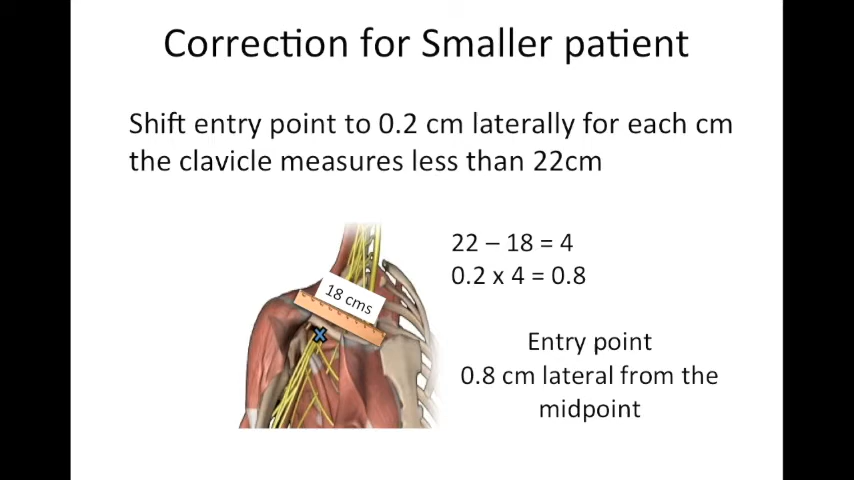 Correction for Smaller patient
Shift entry point to 0.2 cm laterally for each cm
the clavicle measures less than 22cm
22 – 18 = 4
0.2 x 4 = 0.8
18 cms
x
Entry point
0.8 cm lateral from the
midpoint